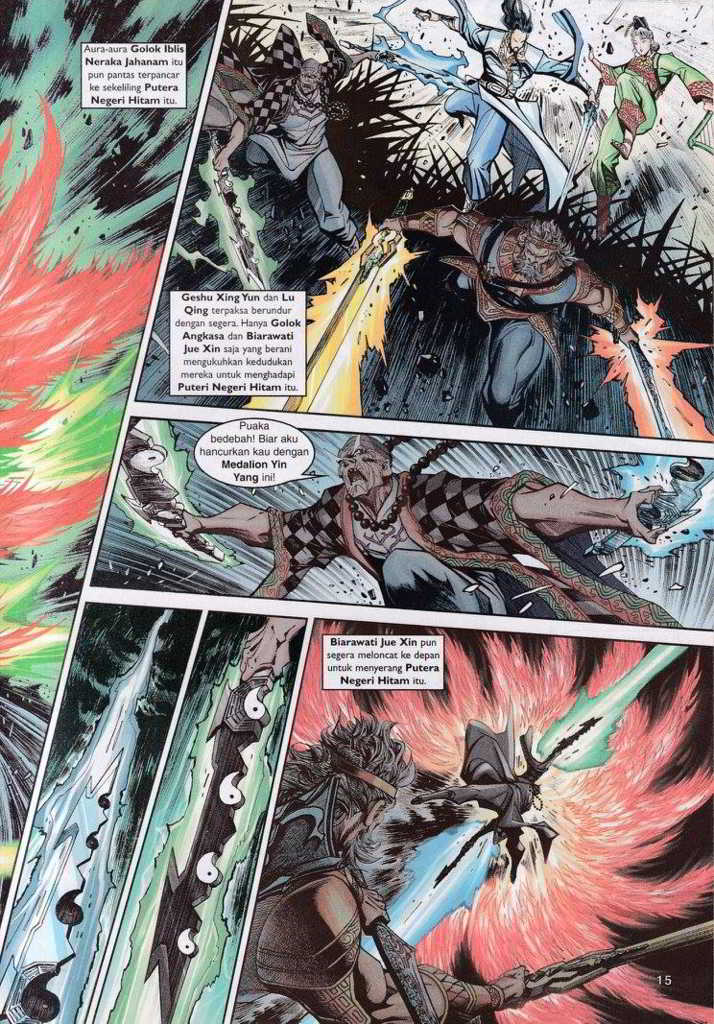 Aura-aura Golok Iblis
Neraka Jahanam itu
pun pantas terpancar
ke sekeliling Putera
Negeri Hitam itu.
Geshu Xing Yun dan Lu
Qing terpaksa berundur
dengan segera. Hanya Golok
Angkasa dan Biarawati
Jue Xin saja yang berani
mengukuhkan kedudukan
mereka untuk menghadapi
Puteri Negeri Hitam itu.
Puaka
bedebah! Biar aku
hancurkan kau dengan
Medalion Yin
Yang ini!
Biarawati Jue Xin pun
segera meloncat ke depan
untuk menyerang Putera
Negeri Hitam itu.
15